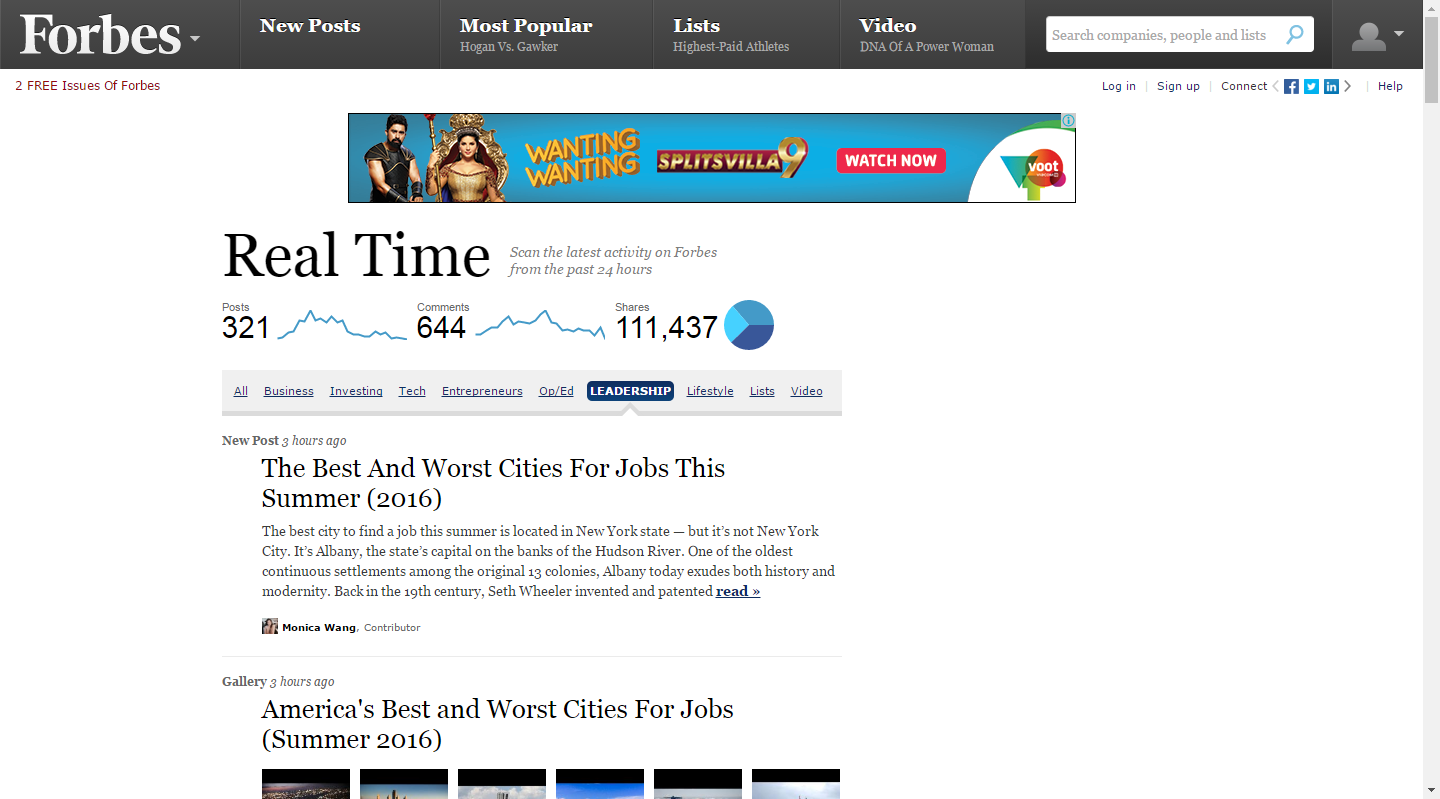 Forbes
New Posts
Most Popular
Hogan Vs. Gawker
Lists
Highest-Paid Athletes
Video
DNA Of A Power Woman
Search companies, people and lists
2 FREE Issues Of Forbes
Log in
Sign up
Connect
Help
WANTING
WANTING
SPLITSVILLA 9
WATCH NOW
voot
Real Time
Scan the latest activity on Forbes
from the past 24 hours
Posts
321
Comments
644
Shares
111,437
All Business Investing Tech Entrepreneurs Op/Ed LEADERSHIP Lifestyle Lists Video
New Post 3 hours ago
The Best And Worst Cities For Jobs This
Summer (2016)
The best city to find a job this summer is located in New York state — but it’s not New York
City. It’s Albany, the state’s capital on the banks of the Hudson River. One of the oldest
continuous settlements among the original 13 colonies, Albany today exudes both history and
modernity. Back in the 19th century, Seth Wheeler invented and patented read »
Monica Wang, Contributor
Gallery 3 hours ago
America's Best and Worst Cities For Jobs
(Summer 2016)